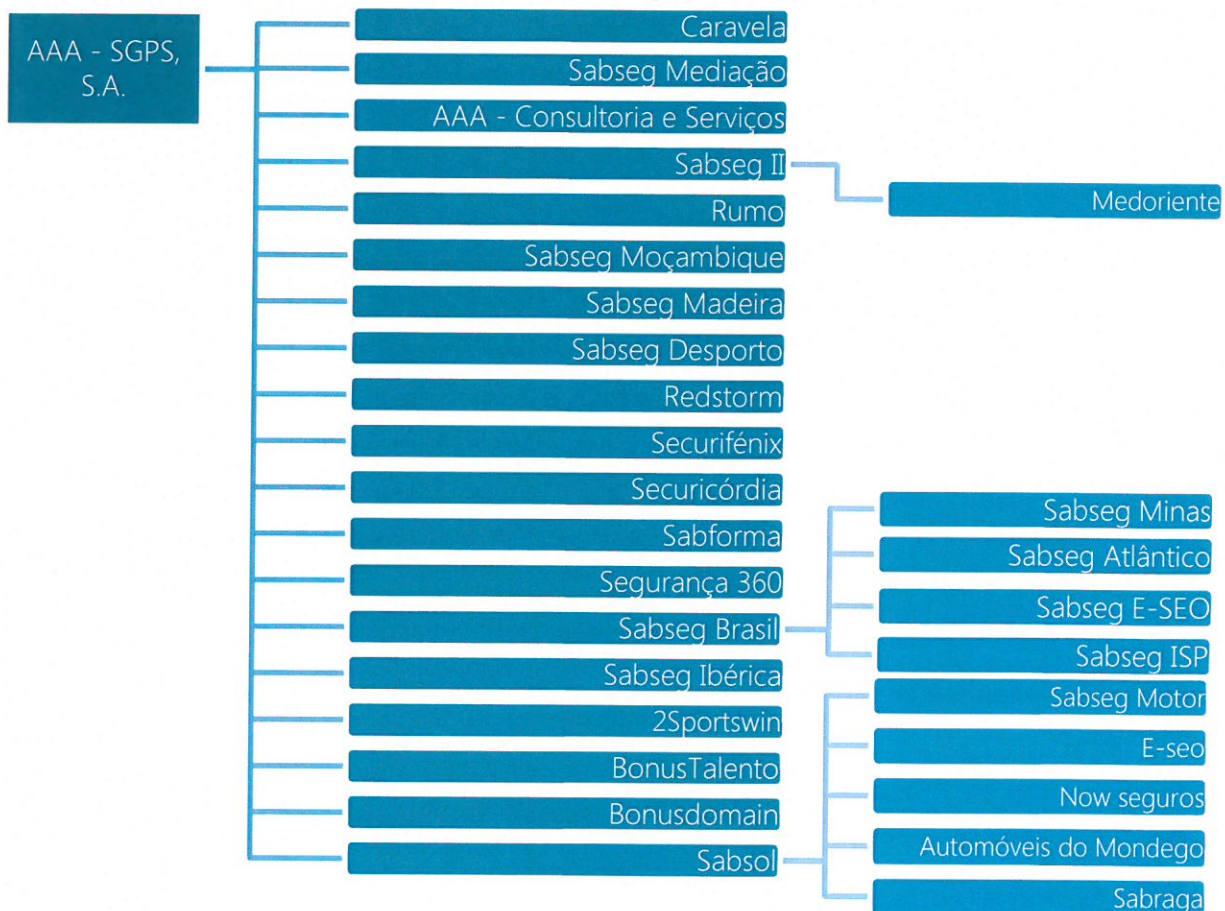 AAA - SGPS,
S.A.
Caravela
Sabseg Mediação
AAA - Consultoria e Serviços
Sabseg II
Medoriente
Rumo
Sabseg Moçambique
Sabseg Madeira
Sabseg Desporto
Redstorm
Securifénix
Securicórdia
Sabforma
Segurança 360
Sabseg Brasil
Sabseg Minas
Sabseg Atlântico
Sabseg E-SEO
Sabseg ISP
Sabseg Ibérica
2Sportswin
BonusTalento
Bonusdomain
Sabsol
Sabseg Motor
E-seo
Now seguros
Automóveis do Mondego
Sabraga